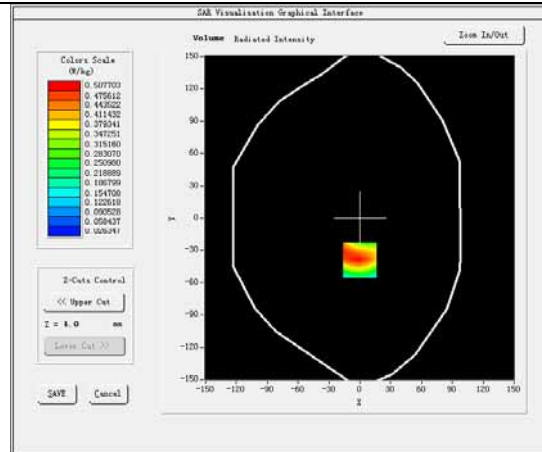 SAR Visualisation Graphical Interface
Volume Radiated Intensity
Zoom In/Out
Colors Scale
(W/kg)
0.507703
0.475612
0.443522
0.411432
0.379341
0.347251
0.315160
0.283070
0.250980
0.218889
0.186799
0.154708
0.122618
0.090528
0.058437
0.026347
Z-Cuts Control
<< Upper Cut
Z = 4.0 mm
Lower Cut >>
SAVE
Cancel
150
120
90
60
30
0
-30
-60
-90
-120
-150
Y
-150 -120 -90 -60 -30 0 30 60 90 120 150
X